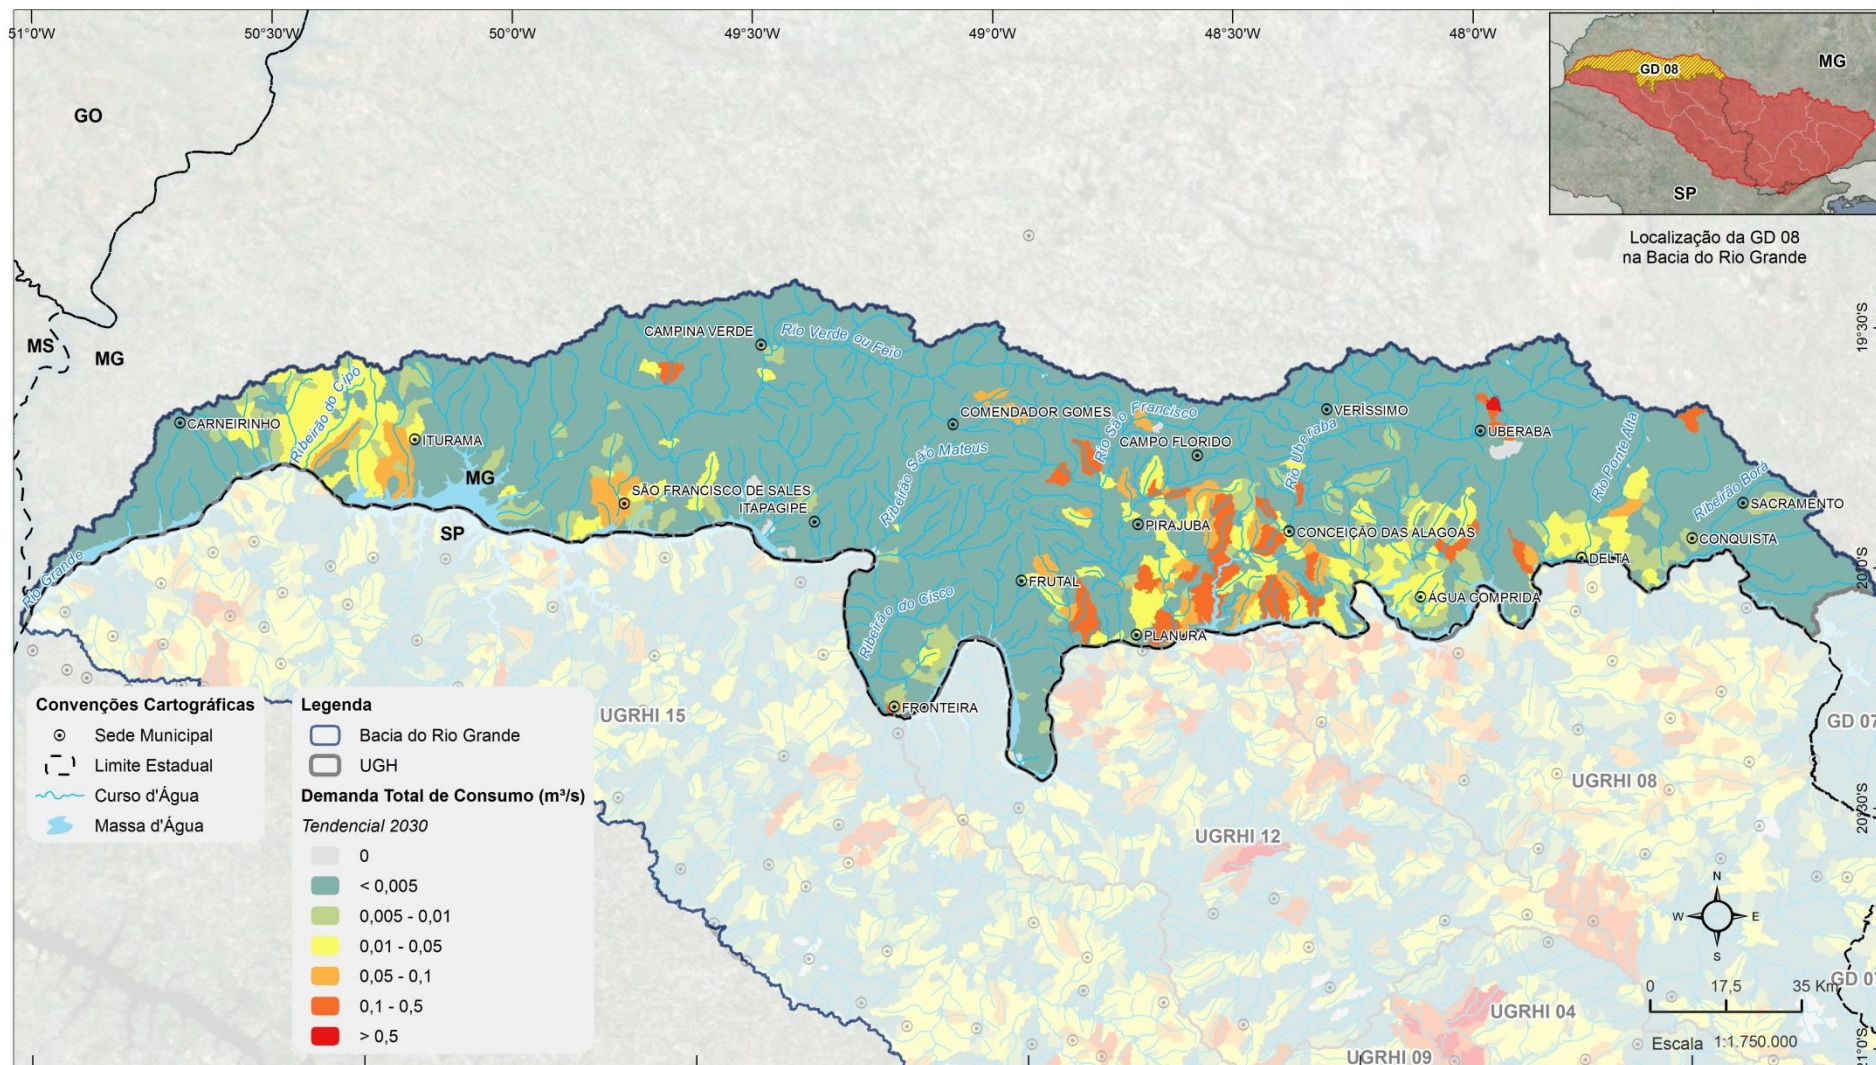 51°0'W
50°30'W
50°0'W
49°30'W
49°0'W
48°30'W
48°0'W
GO
MS
MG
MG
SP
GD 08
MG
SP
Localização da GD 08
na Bacia do Rio Grande
19°30'S
20°0'S
20°30'S
21°0'S
CAMPINA VERDE
Rio Verde ou Feio
CARNEIRINHO
Ribeirão do Cipó
ITURAMA
COMENDADOR GOMES
Rio São Francisco
CAMPO FLORIDO
VERÍSSIMO
Rio Uberaba
UBERABA
Rio Ponte Alta
Ribeirão Borá
SACRAMENTO
Ribeirão São Mateus
SÃO FRANCISCO DE SALES
ITAPAGIPE
PIRAJUBA
CONCEIÇÃO DAS ALAGOAS
CONQUISTA
DELTA
Rio Grande
FRUTAL
ÁGUA COMPRIDA
Ribeirão do Cisco
PLANURA
FRONTEIRA
UGRHI 15
GD 07
UGRHI 08
UGRHI 12
GD 07
UGRHI 04
UGRHI 09
Convenções Cartográficas
Sede Municipal
Limite Estadual
Curso d'Água
Massa d'Água
Legenda
Bacia do Rio Grande
UGH
Demanda Total de Consumo (m³/s)
Tendencial 2030
0
< 0,005
0,005 - 0,01
0,01 - 0,05
0,05 - 0,1
0,1 - 0,5
> 0,5
N
W
E
S
0 17,5 35 Km
Escala 1:1.750.000